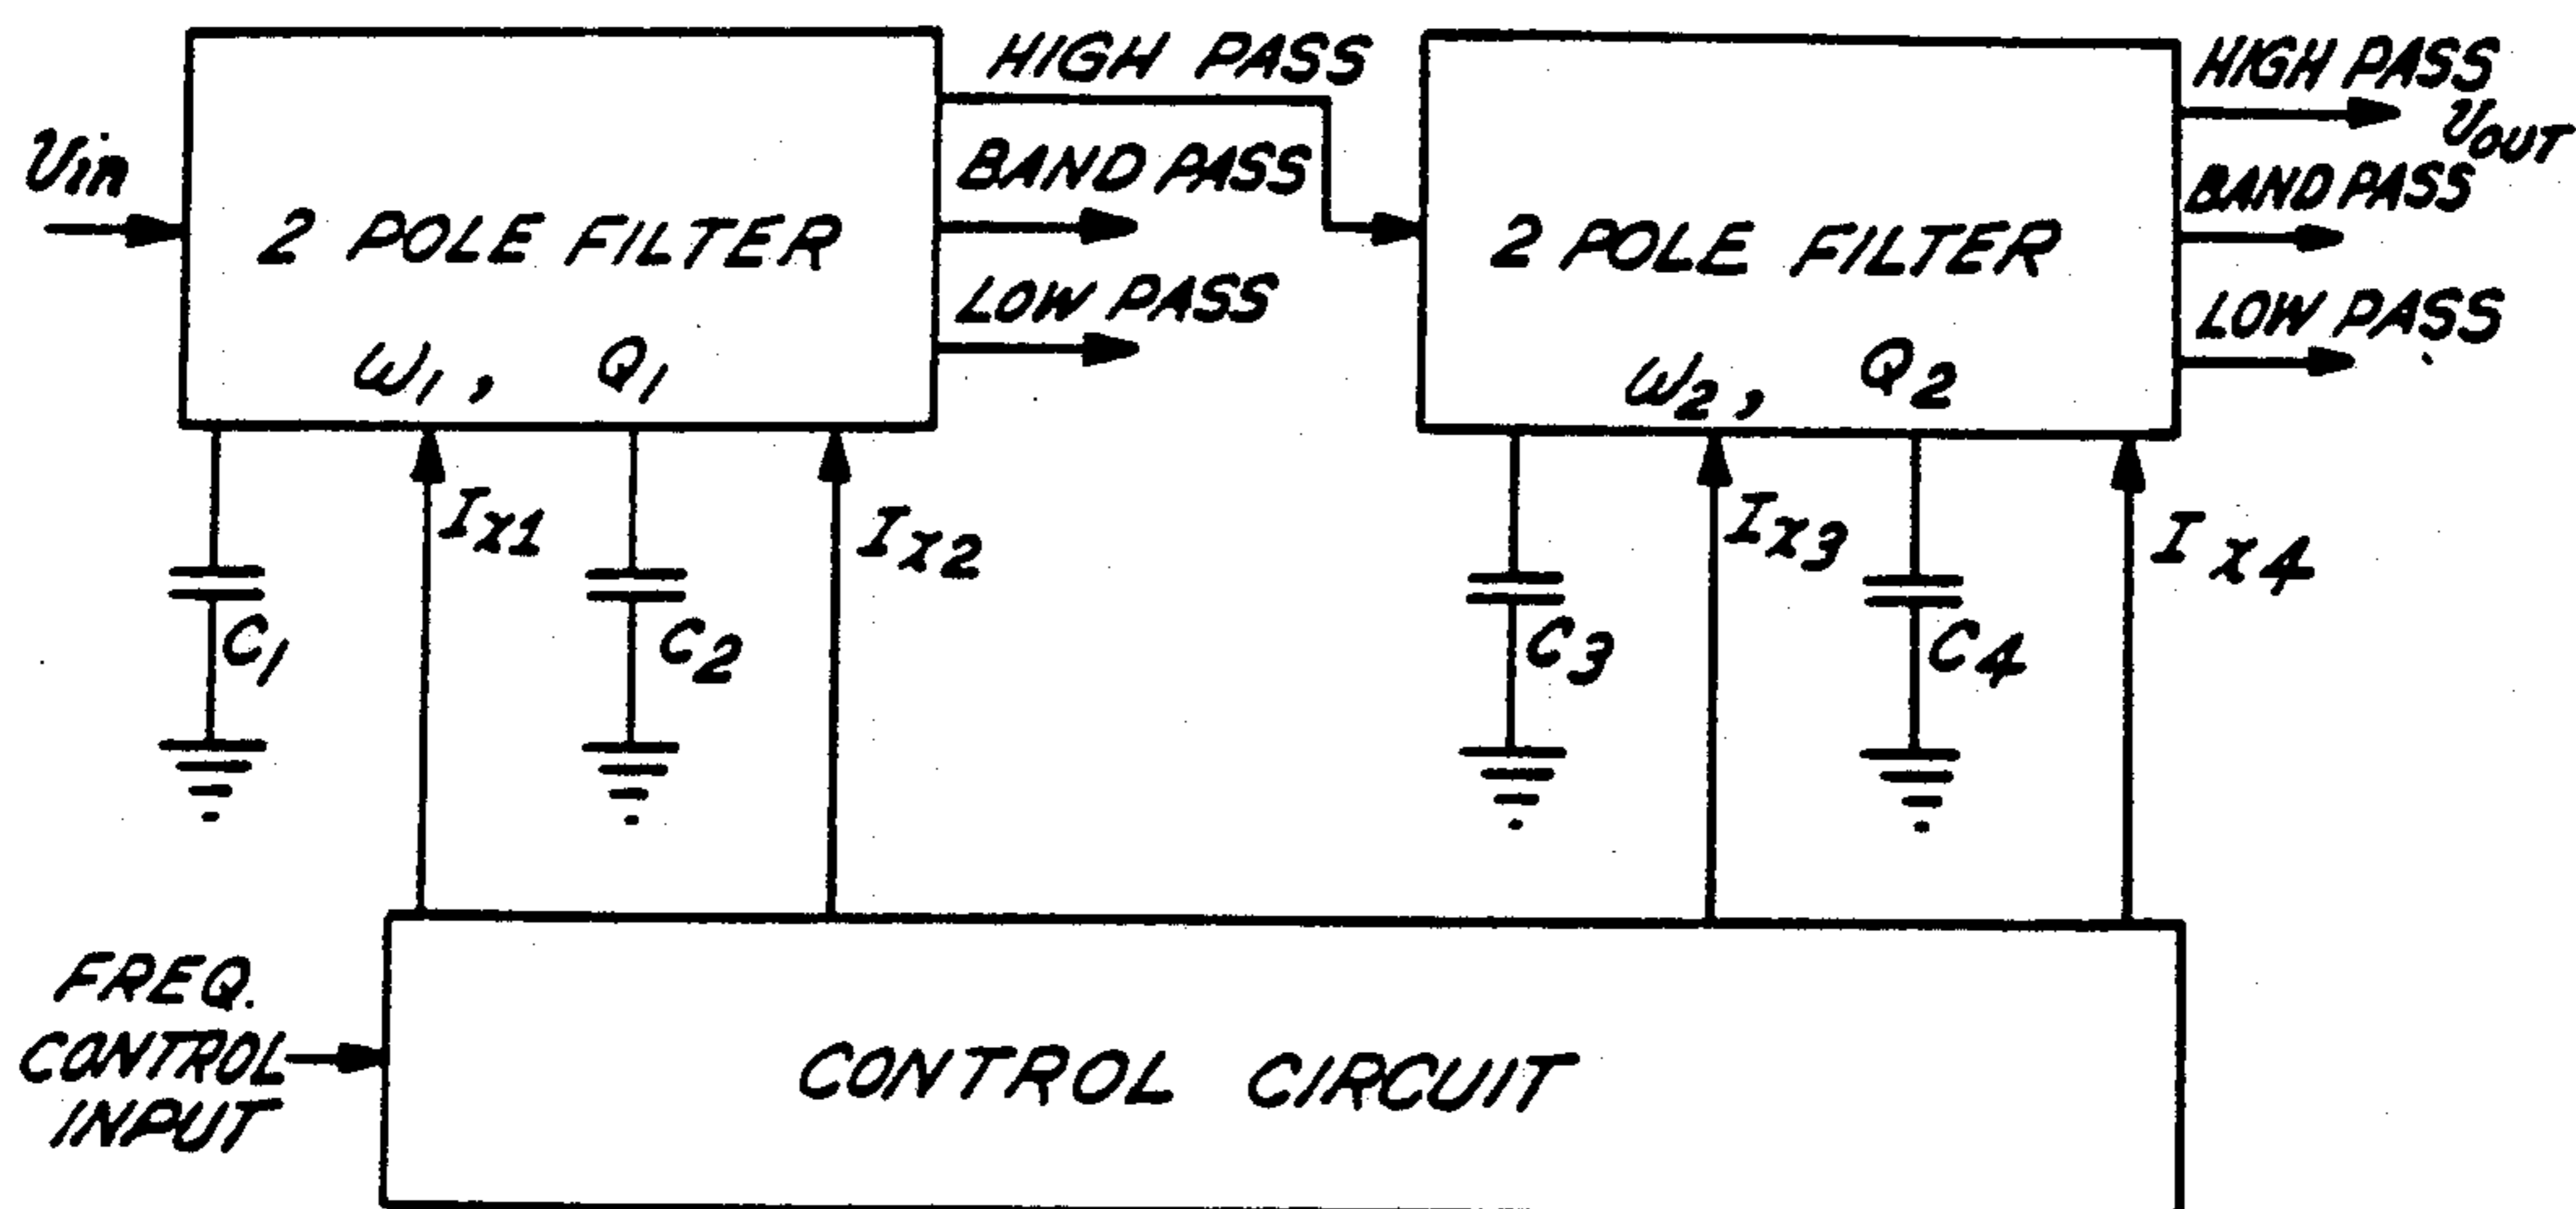 Vin
2 POLE FILTER
ω1, Q1
HIGH PASS
BAND PASS
LOW PASS
2 POLE FILTER
ω2, Q2
HIGH PASS
VOUT
BAND PASS
LOW PASS
C1
IX1
C2
IX2
C3
IX3
C4
IX4
FREQ.
CONTROL
INPUT
CONTROL CIRCUIT